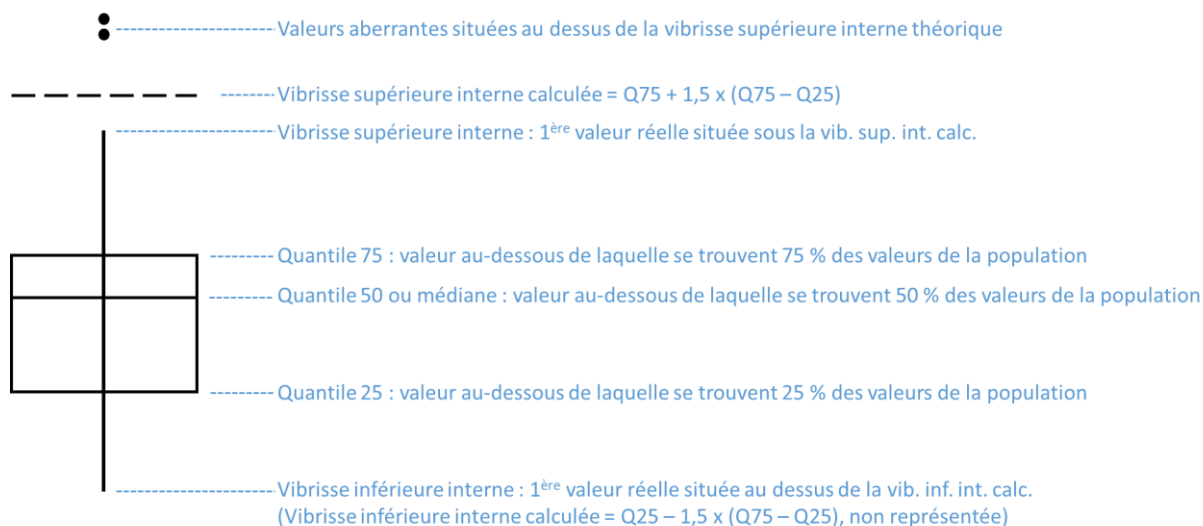 Valeurs aberrantes situées au dessus de la vibrisse supérieure interne théorique
Vibrisse supérieure interne calculée = Q75 + 1,5 x (Q75 – Q25)
Vibrisse supérieure interne : 1ère valeur réelle située sous la vib. sup. int. calc.
Quantile 75 : valeur au-dessous de laquelle se trouvent 75 % des valeurs de la population
Quantile 50 ou médiane : valeur au-dessous de laquelle se trouvent 50 % des valeurs de la population
Quantile 25 : valeur au-dessous de laquelle se trouvent 25 % des valeurs de la population
Vibrisse inférieure interne : 1ère valeur réelle située au dessus de la vib. inf. int. calc.
(Vibrisse inférieure interne calculée = Q25 – 1,5 x (Q75 – Q25), non représentée)